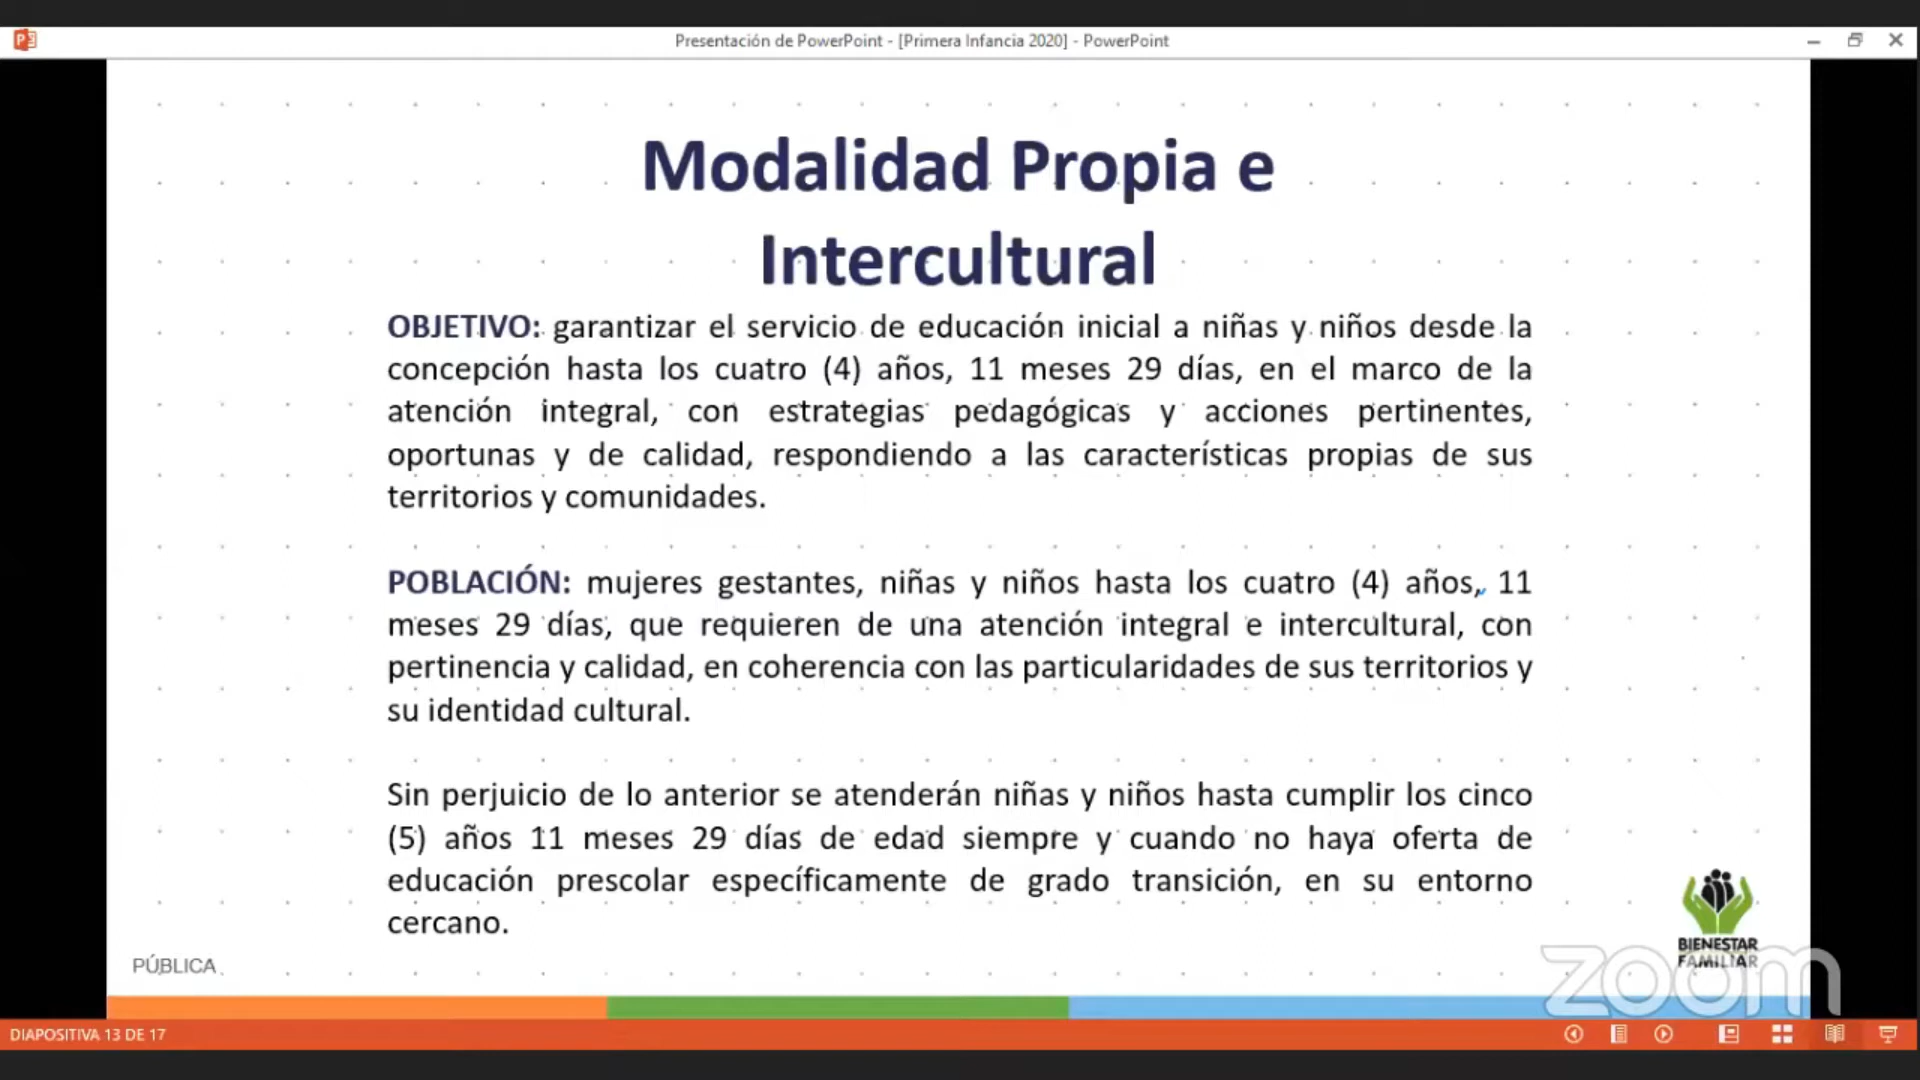 Presentación de PowerPoint - [Primera Infancia 2020] - PowerPoint
Modalidad Propia e
Intercultural
OBJETIVO: garantizar el servicio de educación inicial a niñas y niños desde la
concepción hasta los cuatro (4) años, 11 meses 29 días, en el marco de la
atención integral, con estrategias pedagógicas y acciones pertinentes,
oportunas y de calidad, respondiendo a las características propias de sus
territorios y comunidades.
POBLACIÓN: mujeres gestantes, niñas y niños hasta los cuatro (4) años, 11
meses 29 días, que requieren de una atención integral e intercultural, con
pertinencia y calidad, en coherencia con las particularidades de sus territorios y
su identidad cultural.
Sin perjuicio de lo anterior se atenderán niñas y niños hasta cumplir los cinco
(5) años 11 meses 29 días de edad siempre y cuando no haya oferta de
educación prescolar específicamente de grado transición, en su entorno
cercano.
BIENESTAR
FAMILIAR
PÚBLICA
zoom
DIAPOSITIVA 13 DE 17